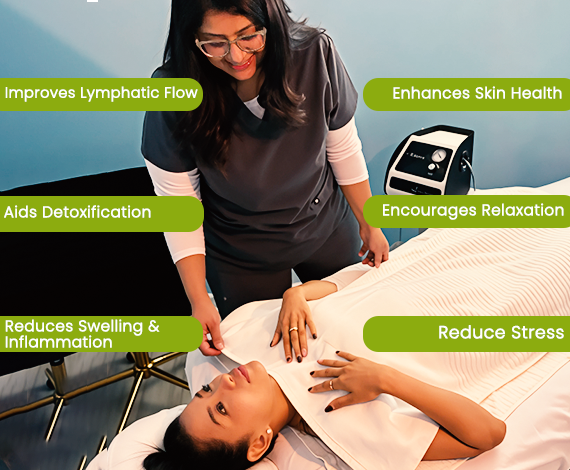 Improves Lymphatic Flow
Enhances Skin Health
Aids Detoxification
Encourages Relaxation
Reduces Swelling &
Inflammation
Reduce Stress